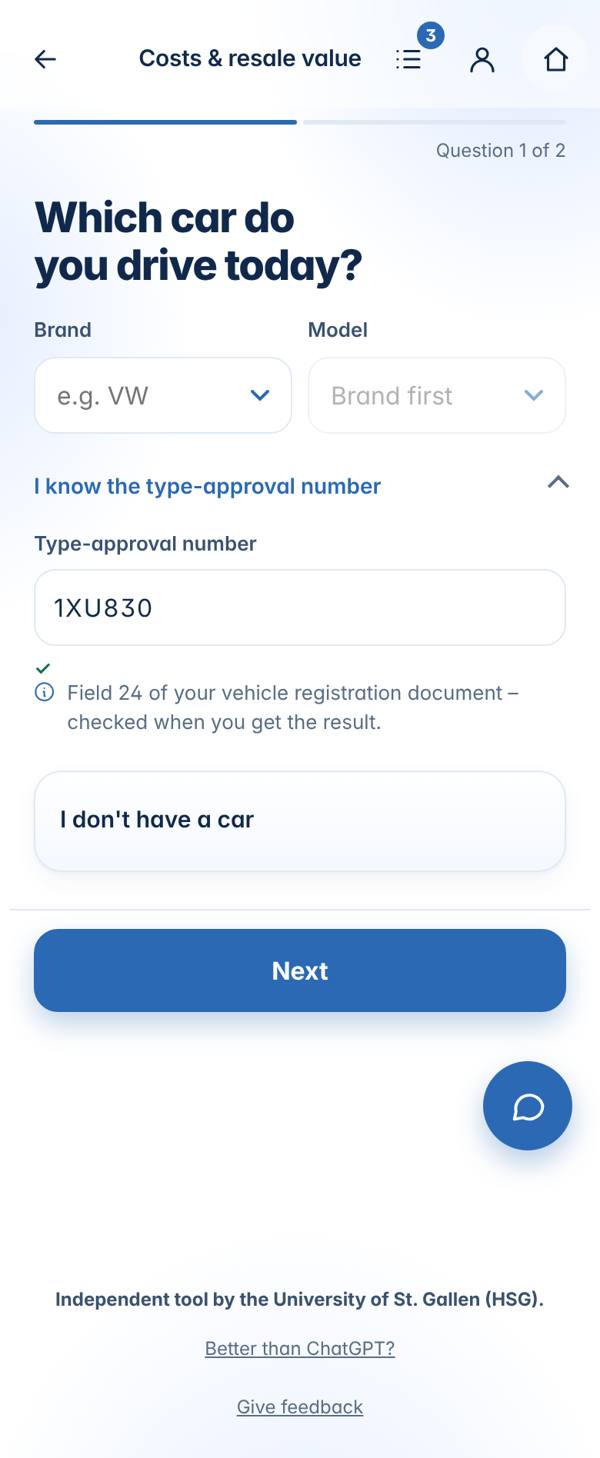 Costs & resale value
3
Question 1 of 2
Which car do
you drive today?
Brand
Model
e.g. VW
Brand first
I know the type-approval number
Type-approval number
1XU830
Field 24 of your vehicle registration document –
checked when you get the result.
I don't have a car
Next
Independent tool by the University of St. Gallen (HSG).
Better than ChatGPT?
Give feedback